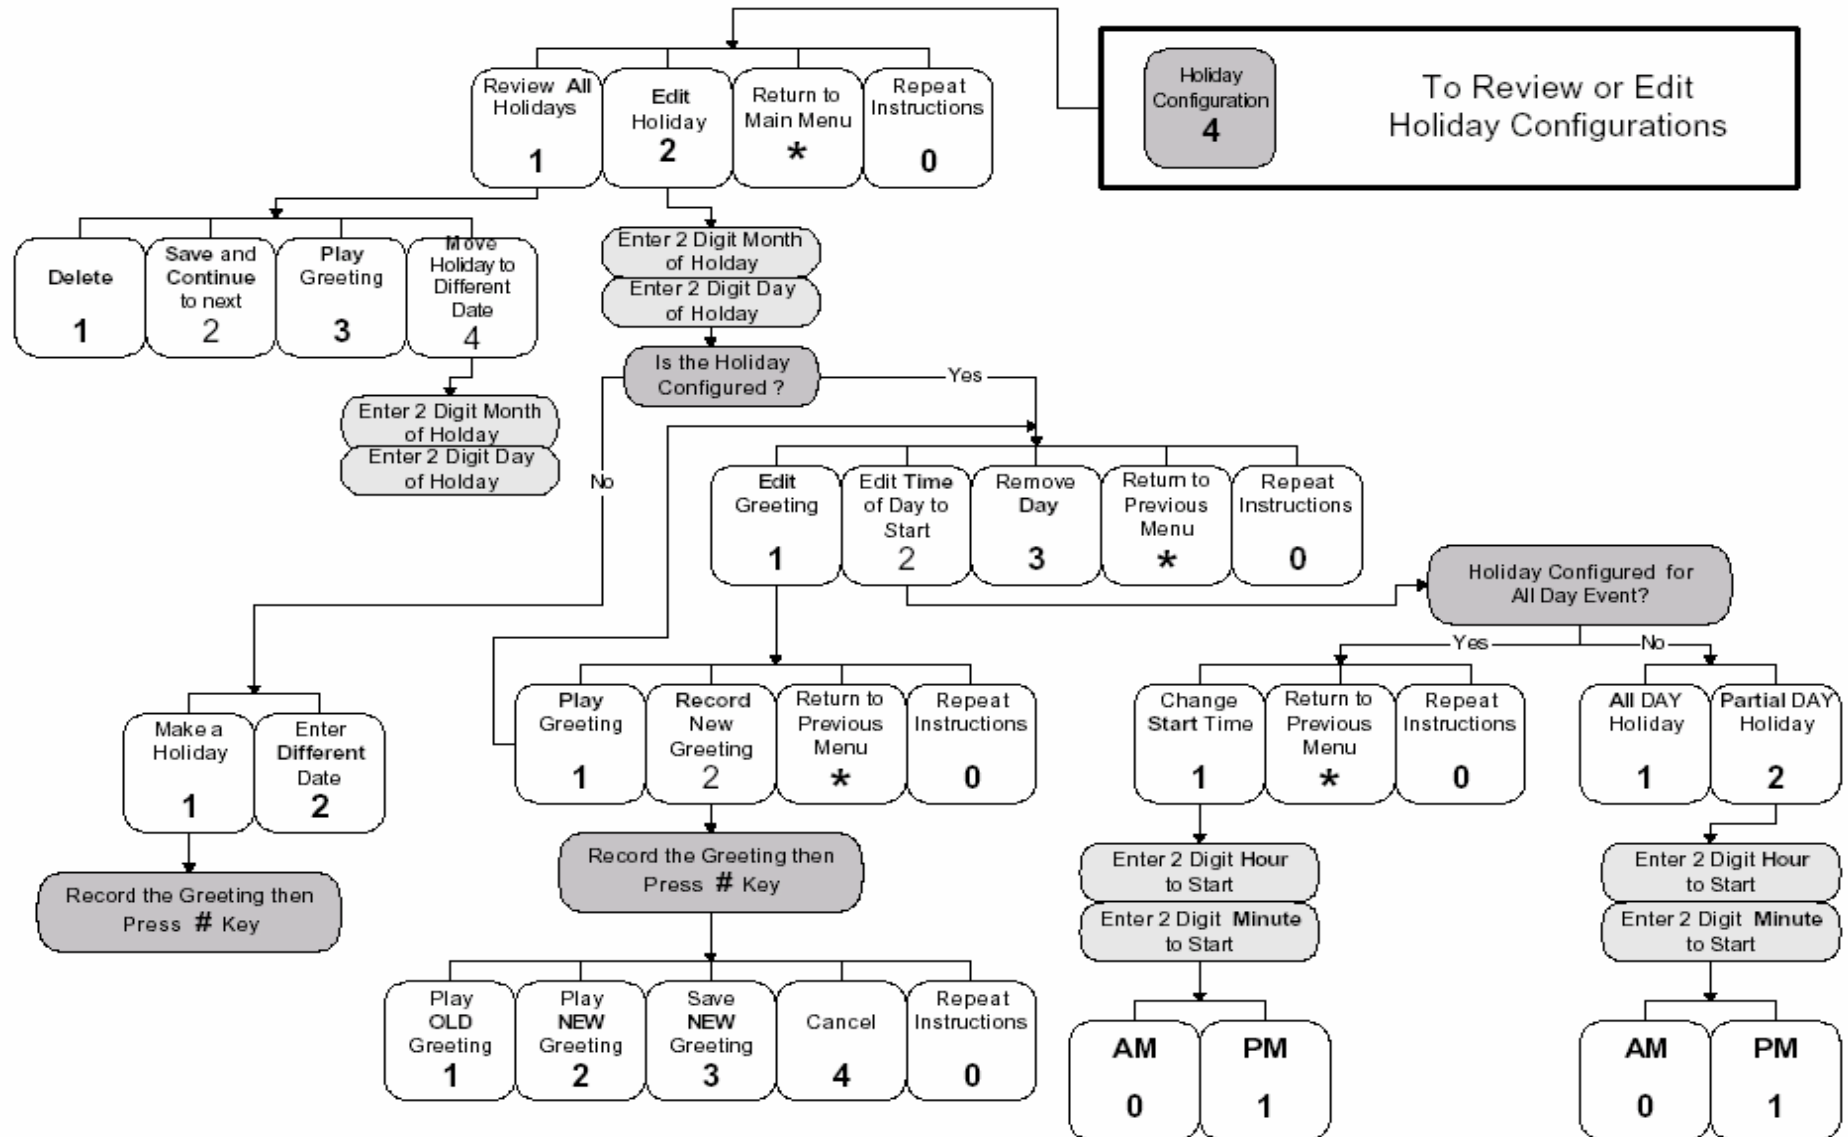 Holiday
Configuration
4
To Review or Edit
Holiday Configurations
Review All
Holidays
1
Edit
Holiday
2
Return to
Main Menu
*
Repeat
Instructions
0
Delete
1
Save and
Continue
to next
2
Play
Greeting
3
Move
Holiday to
Different
Date
4
Enter 2 Digit Month
of Holday
Enter 2 Digit Day
of Holday
Enter 2 Digit Month
of Holday
Enter 2 Digit Day
of Holday
Is the Holiday
Configured ?
Yes
No
Edit
Greeting
1
Edit Time
of Day to
Start
2
Remove
Day
3
Return to
Previous
Menu
*
Repeat
Instructions
0
Holiday Configured for
All Day Event?
Yes
No
Make a
Holiday
1
Enter
Different
Date
2
Record the Greeting then
Press # Key
Play
Greeting
1
Record
New
Greeting
2
Return to
Previous
Menu
*
Repeat
Instructions
0
Record the Greeting then
Press # Key
Play
OLD
Greeting
1
Play
NEW
Greeting
2
Save
NEW
Greeting
3
Cancel
4
Repeat
Instructions
0
Change
Start Time
1
Return to
Previous
Menu
*
Repeat
Instructions
0
Enter 2 Digit Hour
to Start
Enter 2 Digit Minute
to Start
AM
0
PM
1
All DAY
Holiday
1
Partial DAY
Holiday
2
Enter 2 Digit Hour
to Start
Enter 2 Digit Minute
to Start
AM
0
PM
1